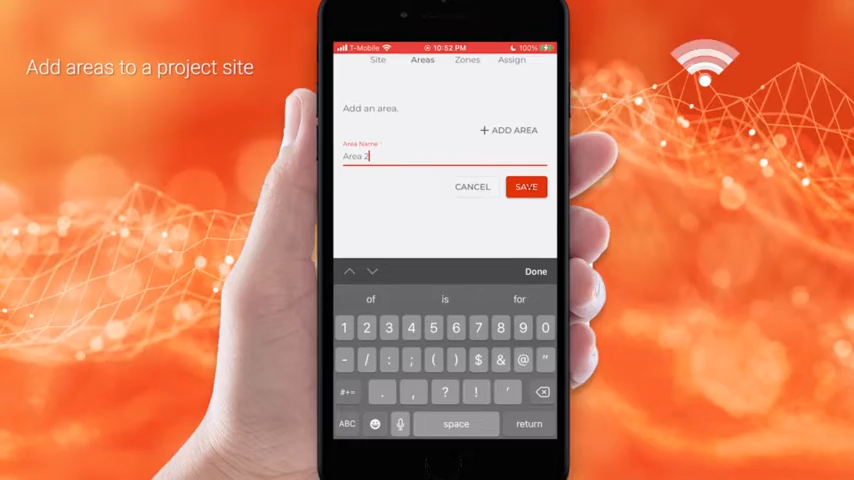 Add areas to a project site
T-Mobile 10:52 PM 100%
Site Areas Zones Assign
Add an area.
+ ADD AREA
Area Name *
Area 2
CANCEL SAVE
Done
of is for
1 2 3 4 5 6 7 8 9 0
- / : ; ( ) $ & @ "
#+= . , ? ! ’
ABC space return